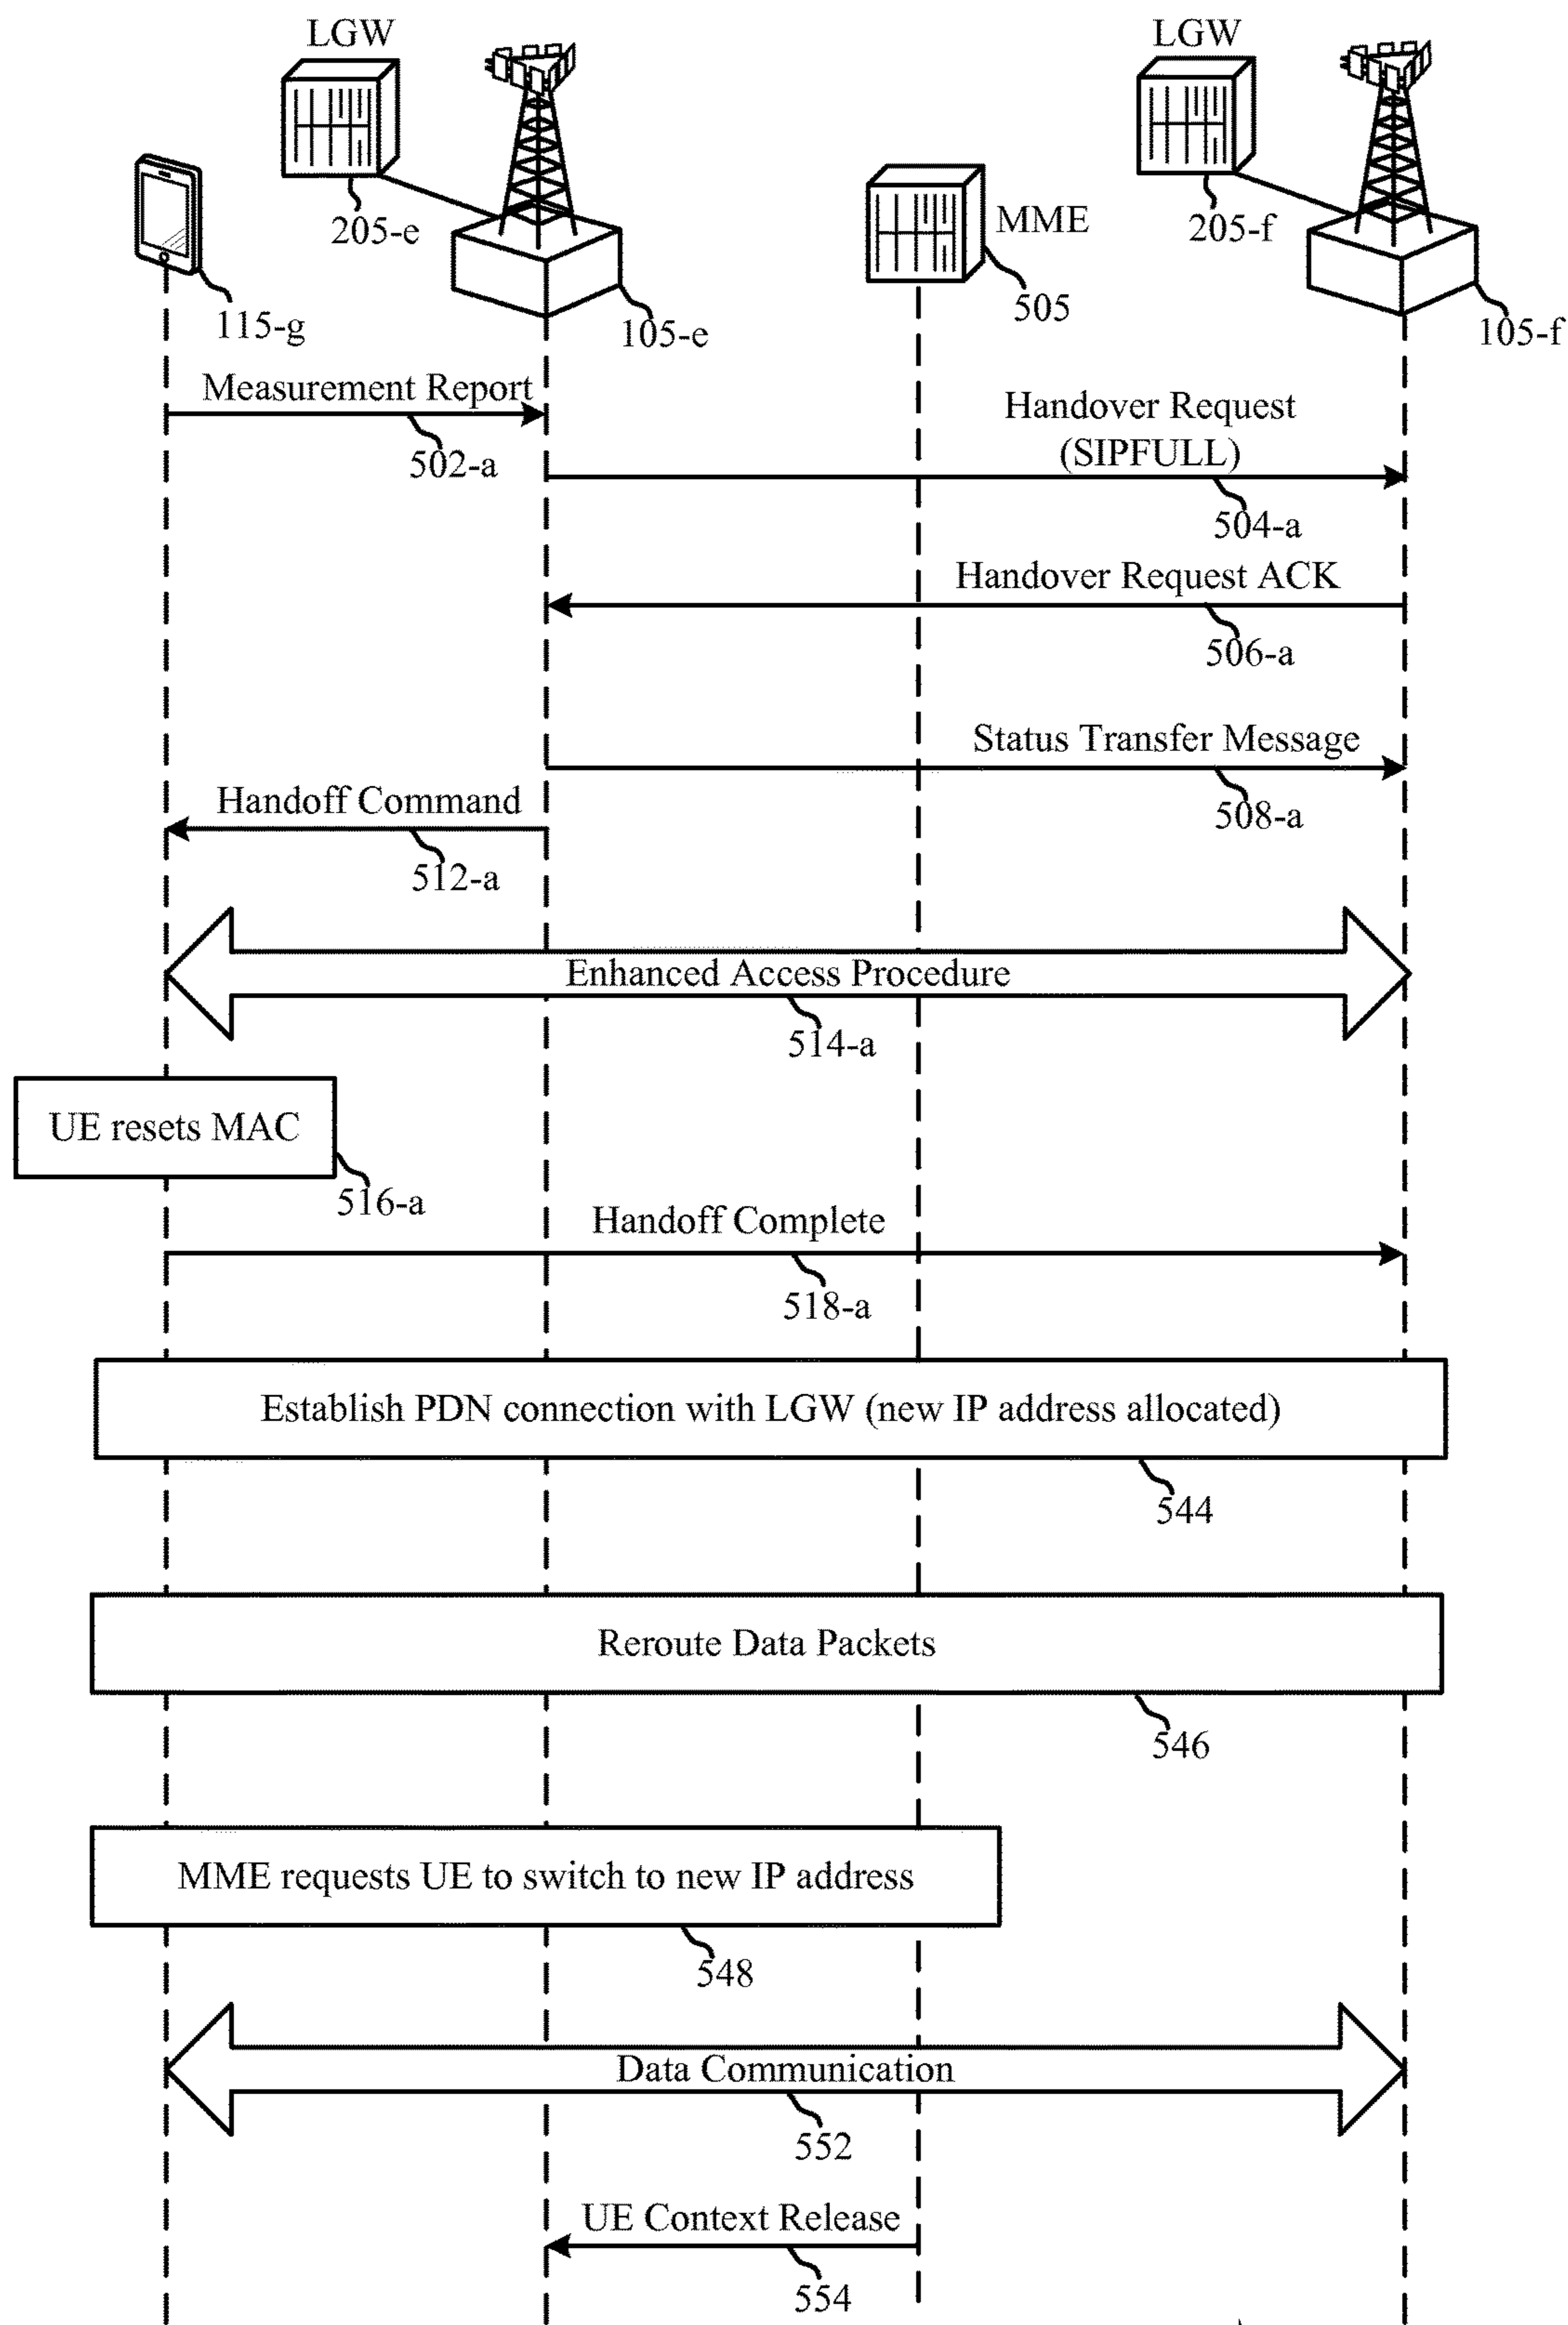 LGW
LGW
205-e
MME
205-f
115-g
105-e
505
105-f
Measurement Report
502-a
Handover Request
(SIPFULL)
504-a
Handover Request ACK
506-a
Status Transfer Message
508-a
Handoff Command
512-a
Enhanced Access Procedure
514-a
UE resets MAC
516-a
Handoff Complete
518-a
Establish PDN connection with LGW (new IP address allocated)
544
Reroute Data Packets
546
MME requests UE to switch to new IP address
548
Data Communication
552
UE Context Release
554